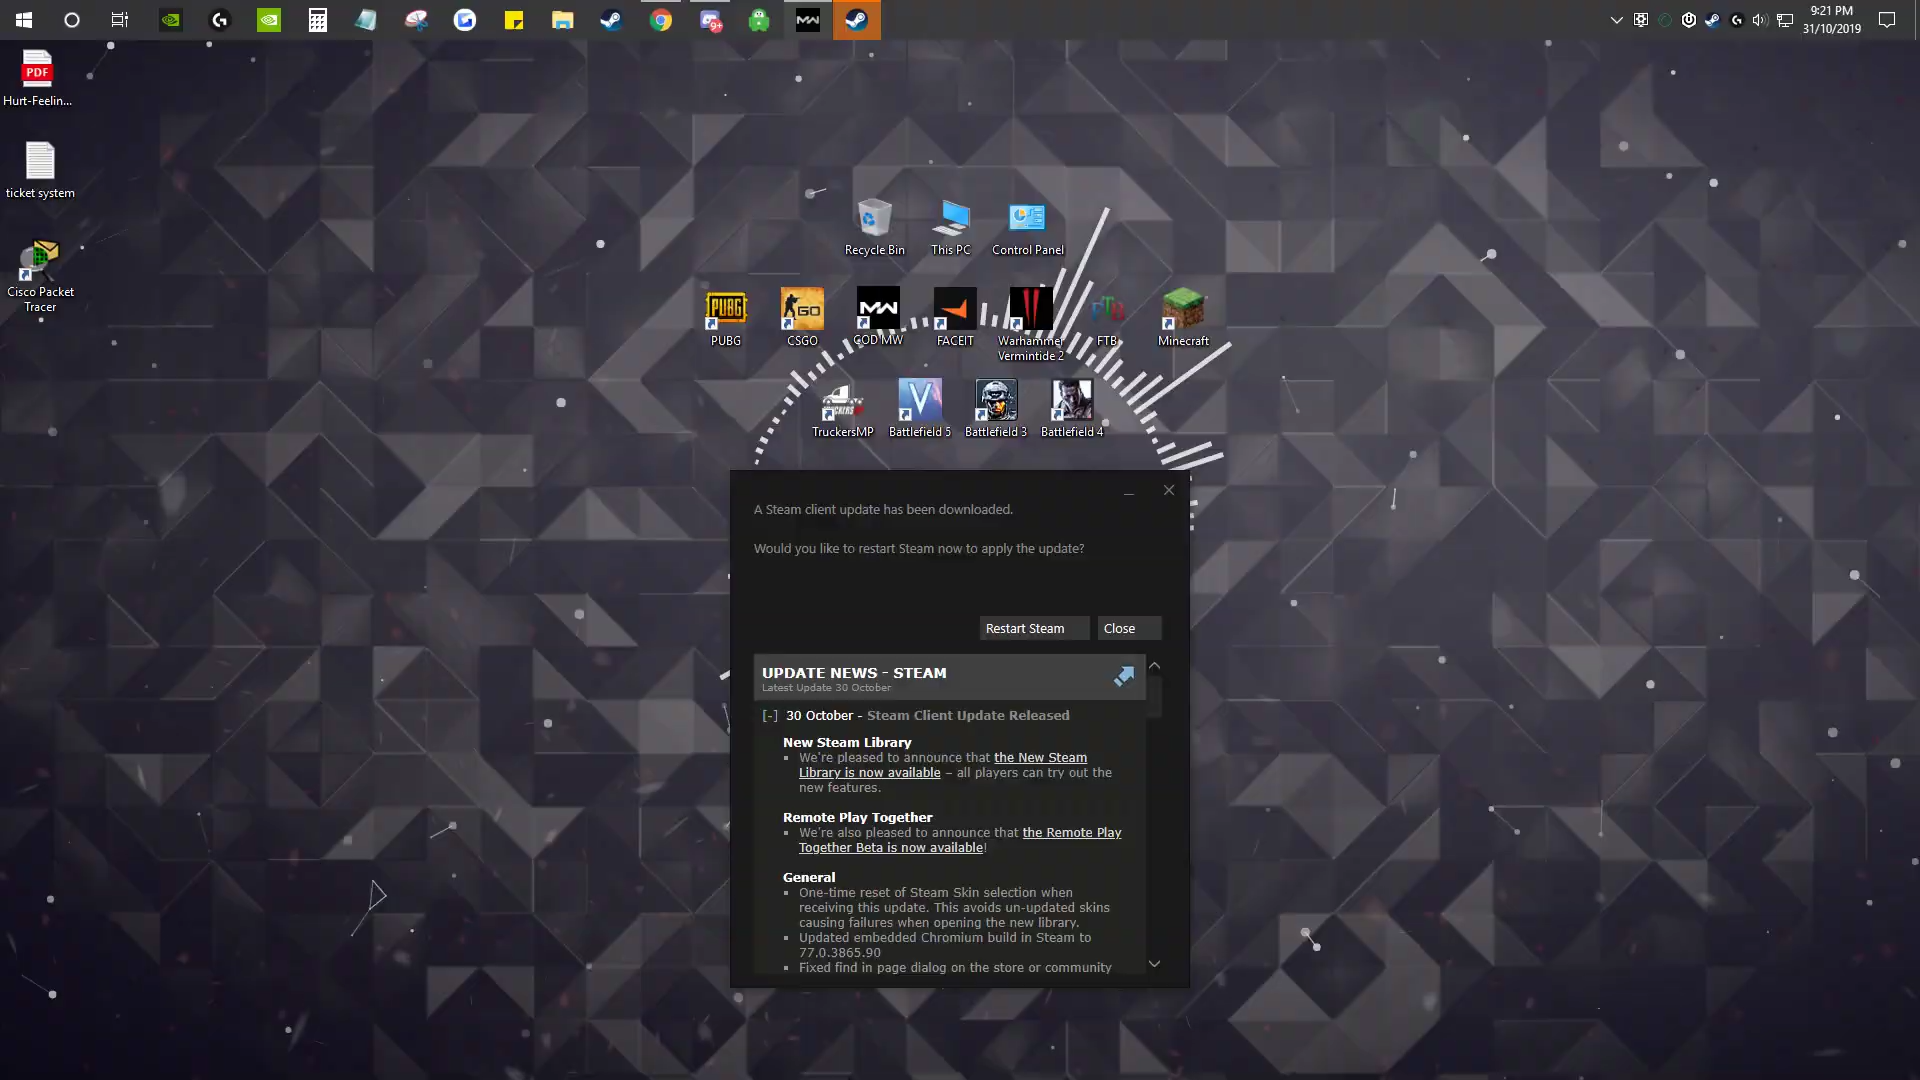 9+
9:21 PM
31/10/2019
PDF
Hurt-Feelin...
ticket system
Cisco Packet
Tracer
Recycle Bin
This PC
Control Panel
PUBG
GO
MW
FTB
PUBG
CSGO
COD MW
FACEIT
Warhammer
Vermintide 2
FTB
Minecraft
V
TruckersMP
Battlefield 5
Battlefield 3
Battlefield 4
A Steam client update has been downloaded.
Would you like to restart Steam now to apply the update?
Restart Steam
Close
UPDATE NEWS - STEAM
Latest Update 30 October
[-] 30 October - Steam Client Update Released
New Steam Library
▪ We're pleased to announce that the New Steam
Library is now available – all players can try out the
new features.
Remote Play Together
▪ We're also pleased to announce that the Remote Play
Together Beta is now available!
General
▪ One-time reset of Steam Skin selection when
receiving this update. This avoids un-updated skins
causing failures when opening the new library.
▪ Updated embedded Chromium build in Steam to
77.0.3865.90
▪ Fixed find in page dialog on the store or community